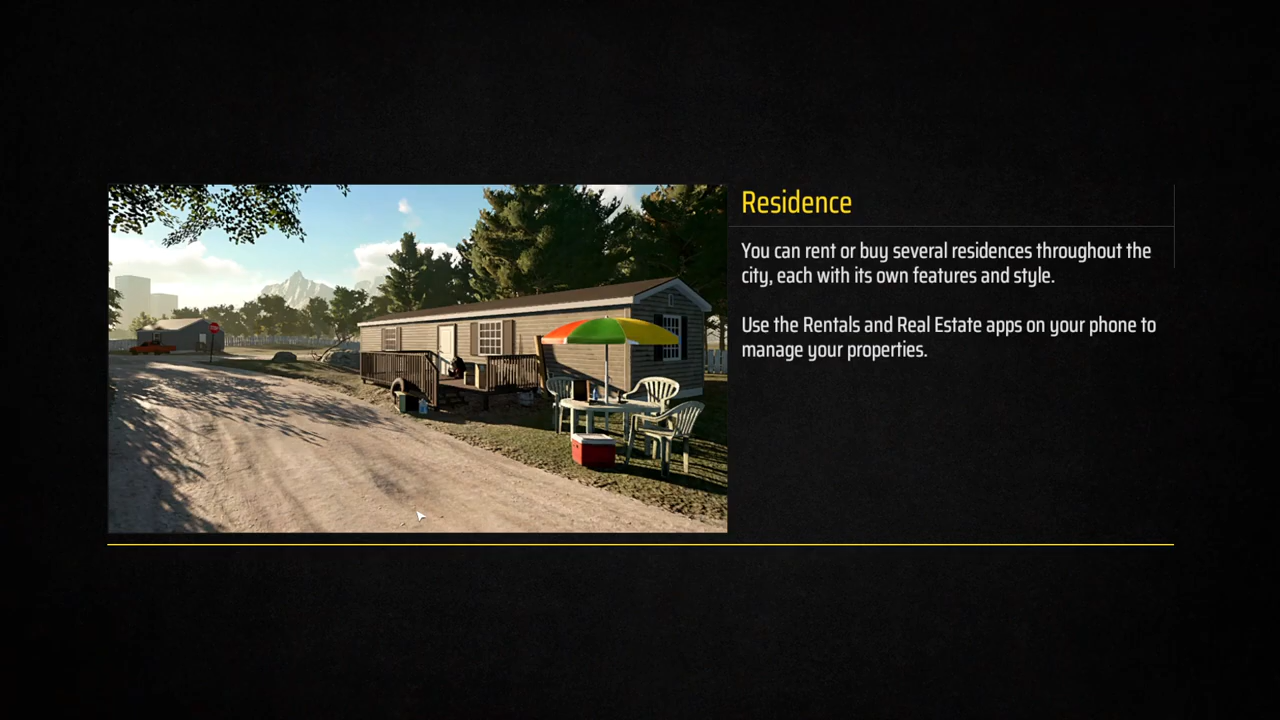 Residence
You can rent or buy several residences throughout the
city, each with its own features and style.
Use the Rentals and Real Estate apps on your phone to
manage your properties.